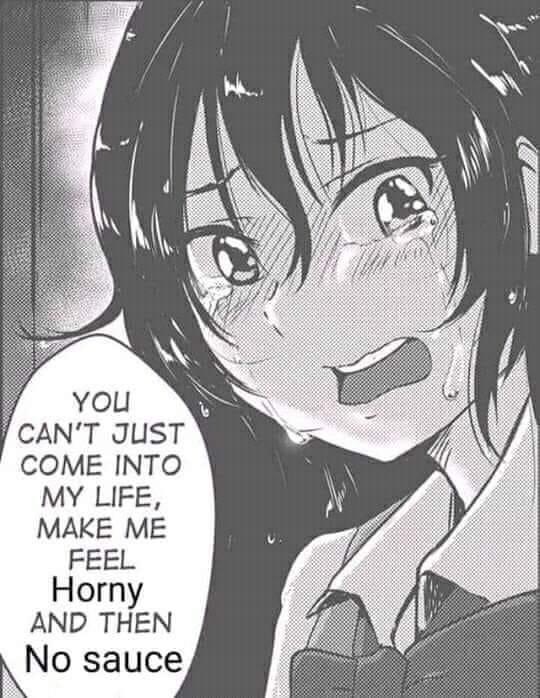 YOU
CAN'T JUST
COME INTO
MY LIFE,
MAKE ME
FEEL
Horny
AND THEN
No sauce